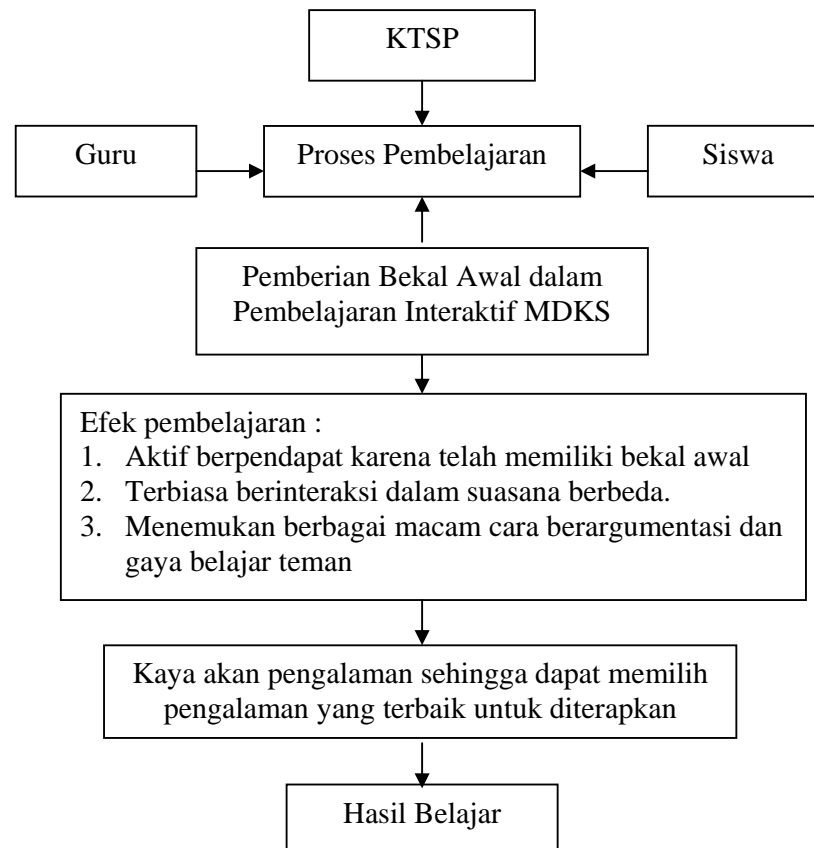 KTSP
Guru
Proses Pembelajaran
Siswa
Pemberian Bekal Awal dalam
Pembelajaran Interaktif MDKS
Efek pembelajaran :
1. Aktif berpendapat karena telah memiliki bekal awal
2. Terbiasa berinteraksi dalam suasana berbeda.
3. Menemukan berbagai macam cara berargumentasi dan
gaya belajar teman
Kaya akan pengalaman sehingga dapat memilih
pengalaman yang terbaik untuk diterapkan
Hasil Belajar